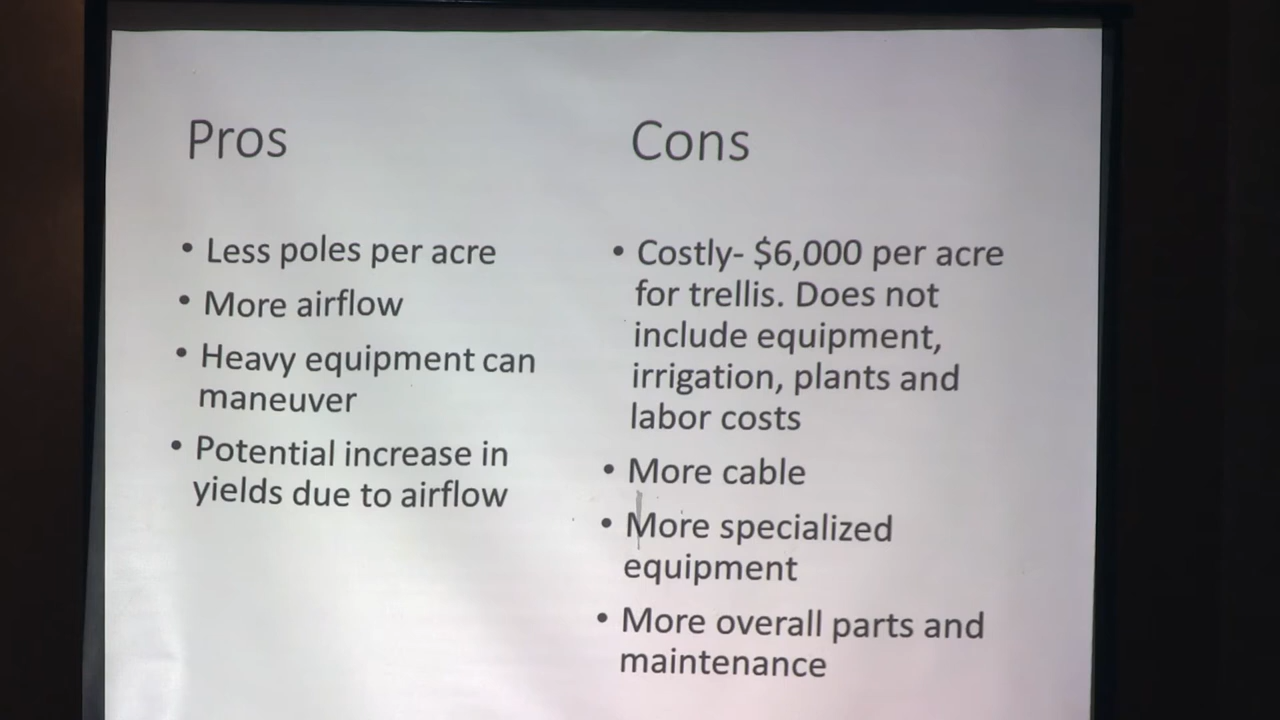 Pros
• Less poles per acre
• More airflow
• Heavy equipment can
maneuver
• Potential increase in
yields due to airflow
Cons
• Costly- $6,000 per acre
for trellis. Does not
include equipment,
irrigation, plants and
labor costs
• More cable
• More specialized
equipment
• More overall parts and
maintenance